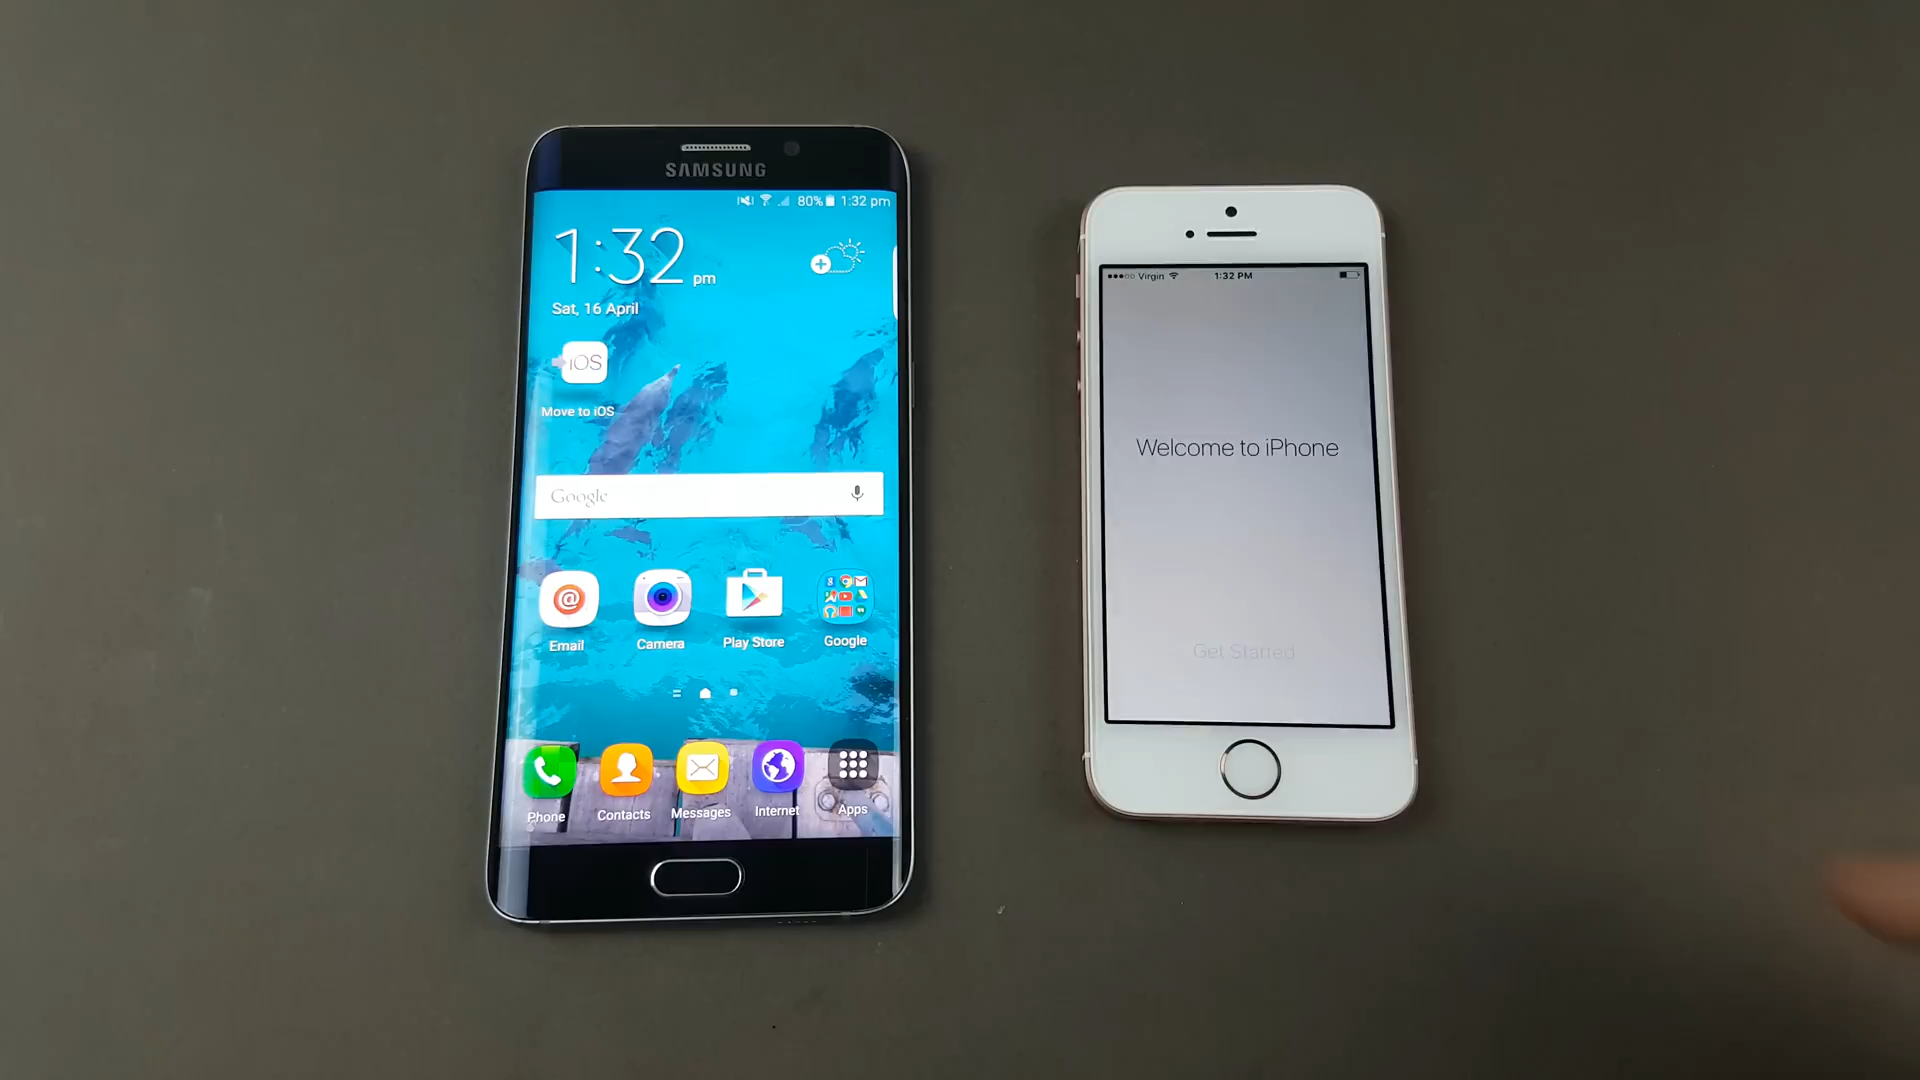 SAMSUNG
80% 1:32 pm
1:32 pm
Sat, 16 April
iOS
Move to iOS
Google
Email
Camera
Play Store
Google
Phone
Contacts
Messages
Internet
Apps
Virgin
1:32 PM
Welcome to iPhone
Get Started